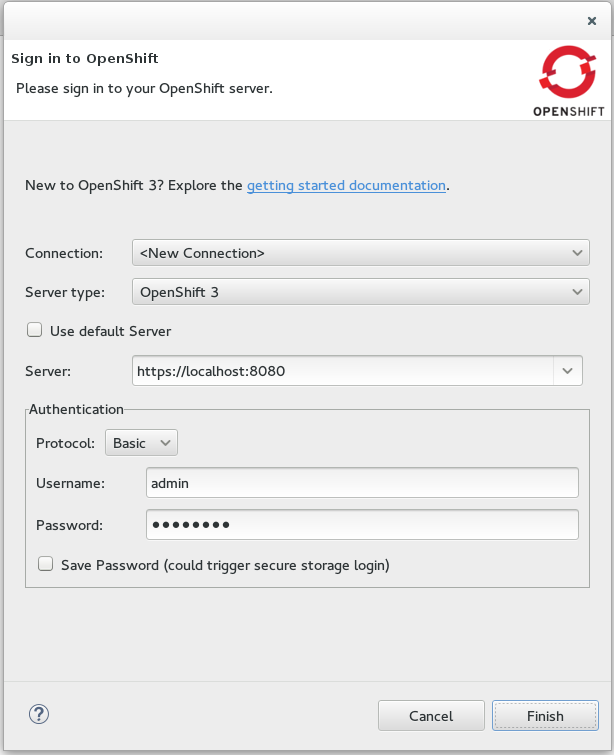 Sign in to OpenShift
Please sign in to your OpenShift server.
OPENSHIFT
New to OpenShift 3? Explore the getting started documentation.
Connection: <New Connection>
Server type: OpenShift 3
Use default Server
Server: https://localhost:8080
Authentication
Protocol: Basic
Username: admin
Password: ●●●●●●●●
Save Password (could trigger secure storage login)
?
Cancel Finish